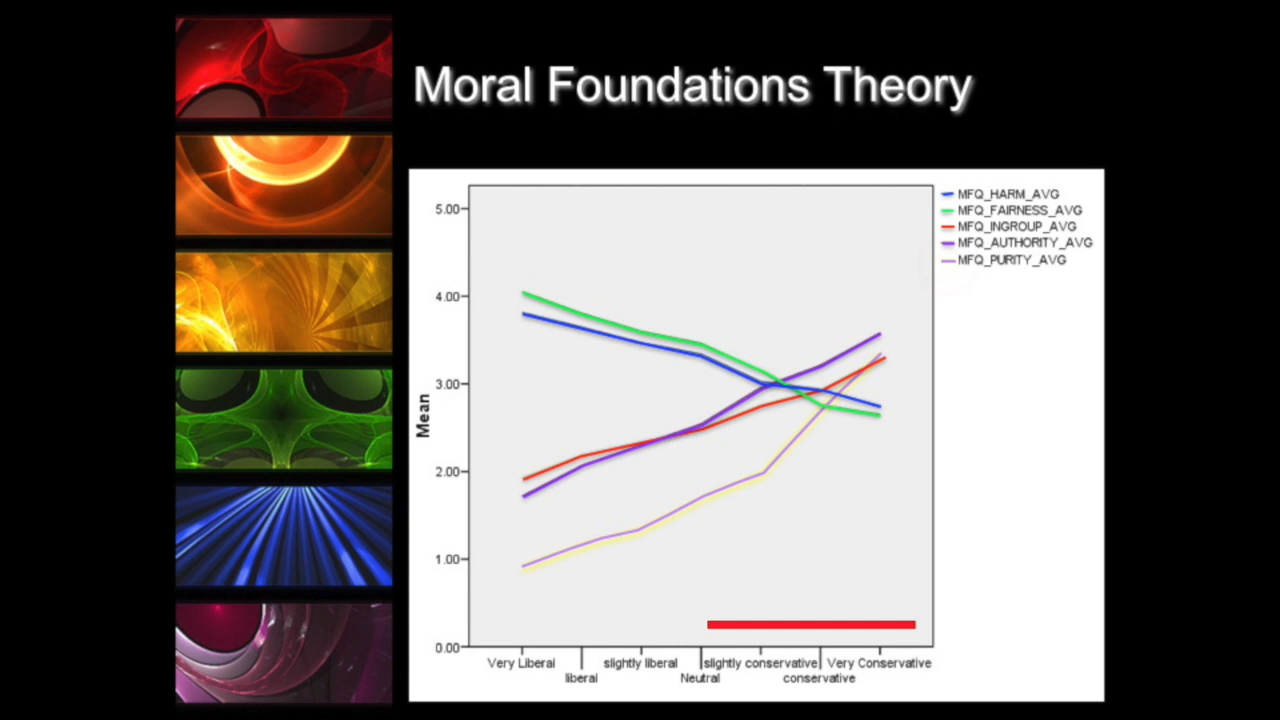 Moral Foundations Theory
MFQ_HARM_AVG
MFQ_FAIRNESS_AVG
MFQ_INGROUP_AVG
MFQ_AUTHORITY_AVG
MFQ_PURITY_AVG
5.00
4.00
3.00
2.00
1.00
0.00
Mean
Very Liberal
liberal
slightly liberal
Neutral
slightly conservative
conservative
Very Conservative